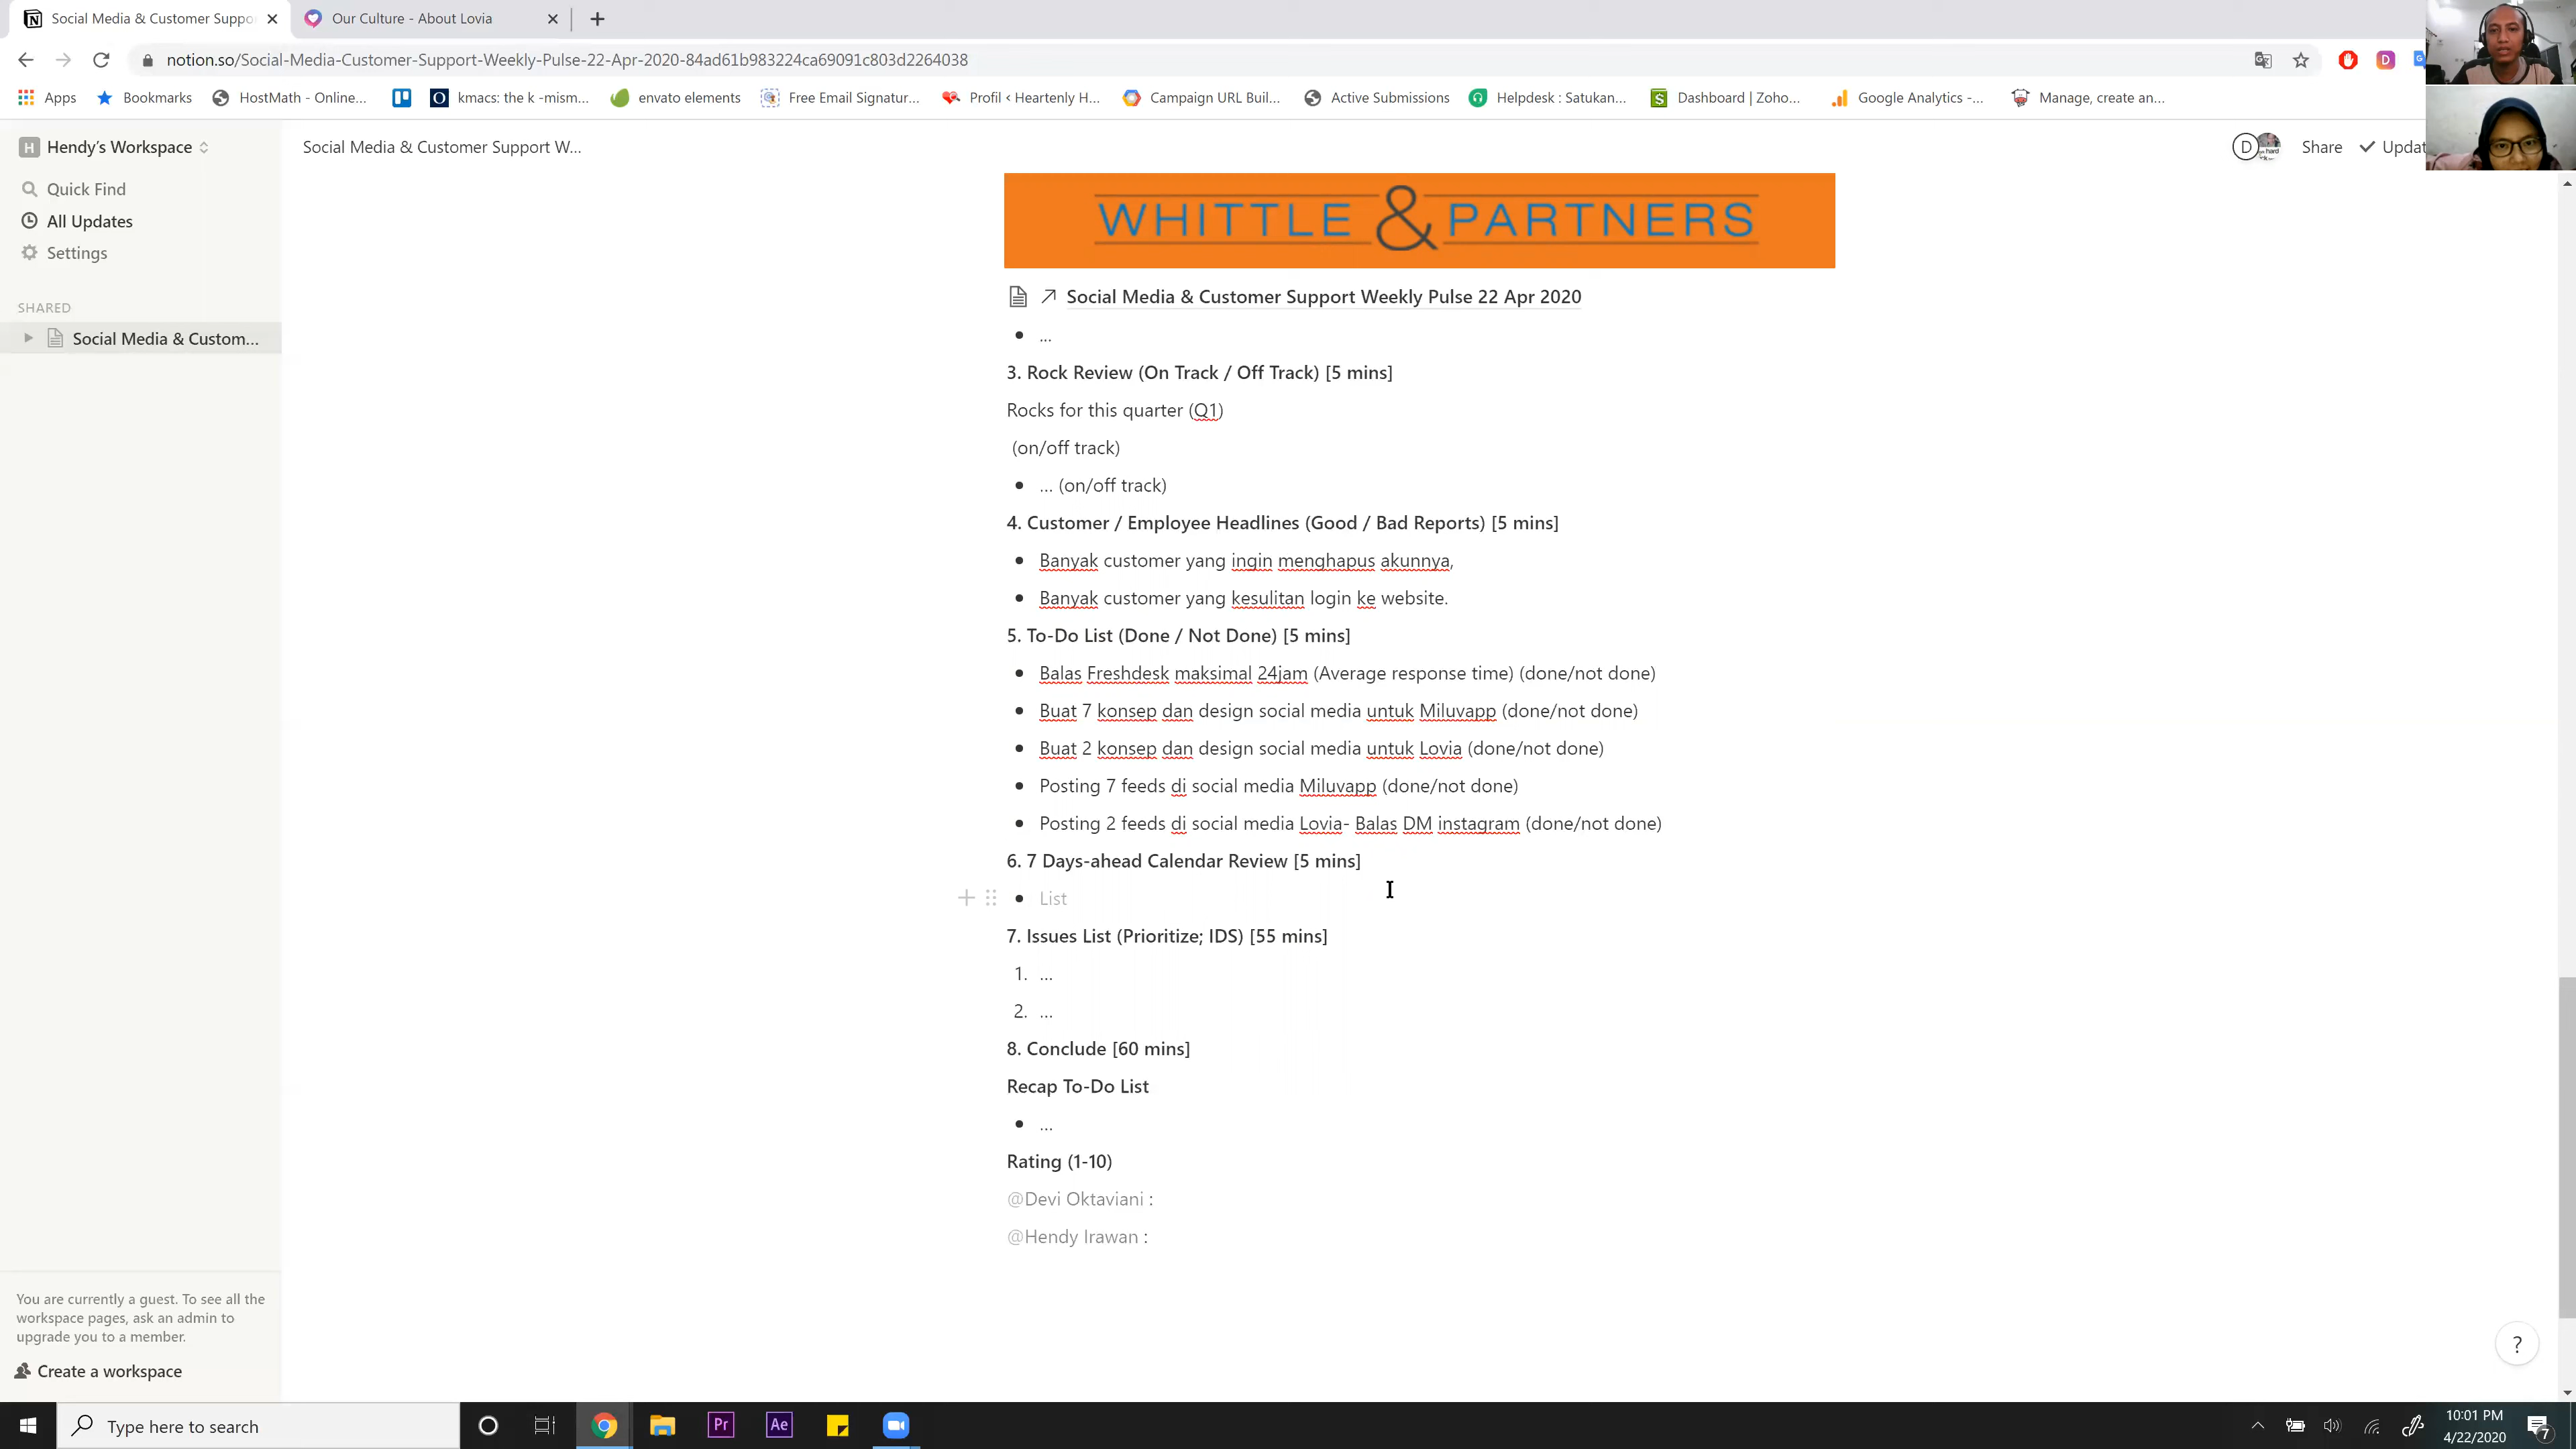 Social Media & Customer Suppo
Our Culture - About Lovia
notion.so/Social-Media-Customer-Support-Weekly-Pulse-22-Apr-2020-84ad61b983224ca69091c803d2264038
Apps
Bookmarks
HostMath - Online...
kmacs: the k -mism...
envato elements
Free Email Signatur...
Profil < Heartenly H...
Campaign URL Buil...
Active Submissions
Helpdesk : Satukan...
Dashboard | Zoho...
Google Analytics -...
Manage, create an...
H Hendy's Workspace
Social Media & Customer Support W...
D
Share
Updat
Quick Find
All Updates
Settings
SHARED
Social Media & Custom...
WHITTLE & PARTNERS
Social Media & Customer Support Weekly Pulse 22 Apr 2020
• ...
3. Rock Review (On Track / Off Track) [5 mins]
Rocks for this quarter (Q1)
(on/off track)
• ... (on/off track)
4. Customer / Employee Headlines (Good / Bad Reports) [5 mins]
• Banyak customer yang ingin menghapus akunnya,
• Banyak customer yang kesulitan login ke website.
5. To-Do List (Done / Not Done) [5 mins]
• Balas Freshdesk maksimal 24jam (Average response time) (done/not done)
• Buat 7 konsep dan design social media untuk Miluvapp (done/not done)
• Buat 2 konsep dan design social media untuk Lovia (done/not done)
• Posting 7 feeds di social media Miluvapp (done/not done)
• Posting 2 feeds di social media Lovia- Balas DM instagram (done/not done)
6. 7 Days-ahead Calendar Review [5 mins]
• List
7. Issues List (Prioritize; IDS) [55 mins]
1. ...
2. ...
8. Conclude [60 mins]
Recap To-Do List
• ...
Rating (1-10)
@Devi Oktaviani :
@Hendy Irawan :
You are currently a guest. To see all the
workspace pages, ask an admin to
upgrade you to a member.
Create a workspace
?
Type here to search
Pr
Ae
10:01 PM
4/22/2020
7